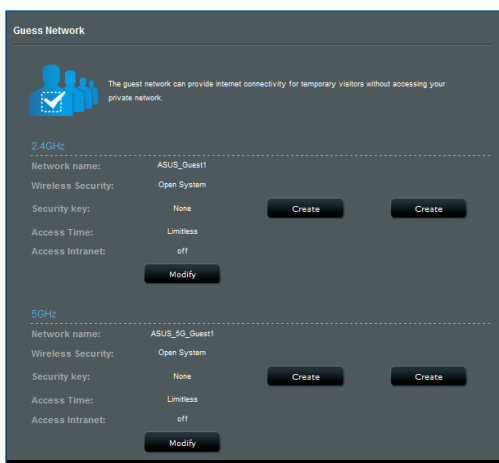 Guess Network
The guest network can provide internet connectivity for temporary visitors without accessing your
private network.
2.4GHz
Network name: ASUS_Guest1
Wireless Security: Open System
Security key: None Create Create
Access Time: Limitless
Access Intranet: off
Modify
5GHz
Network name: ASUS_5G_Guest1
Wireless Security: Open System
Security key: None Create Create
Access Time: Limitless
Access Intranet: off
Modify